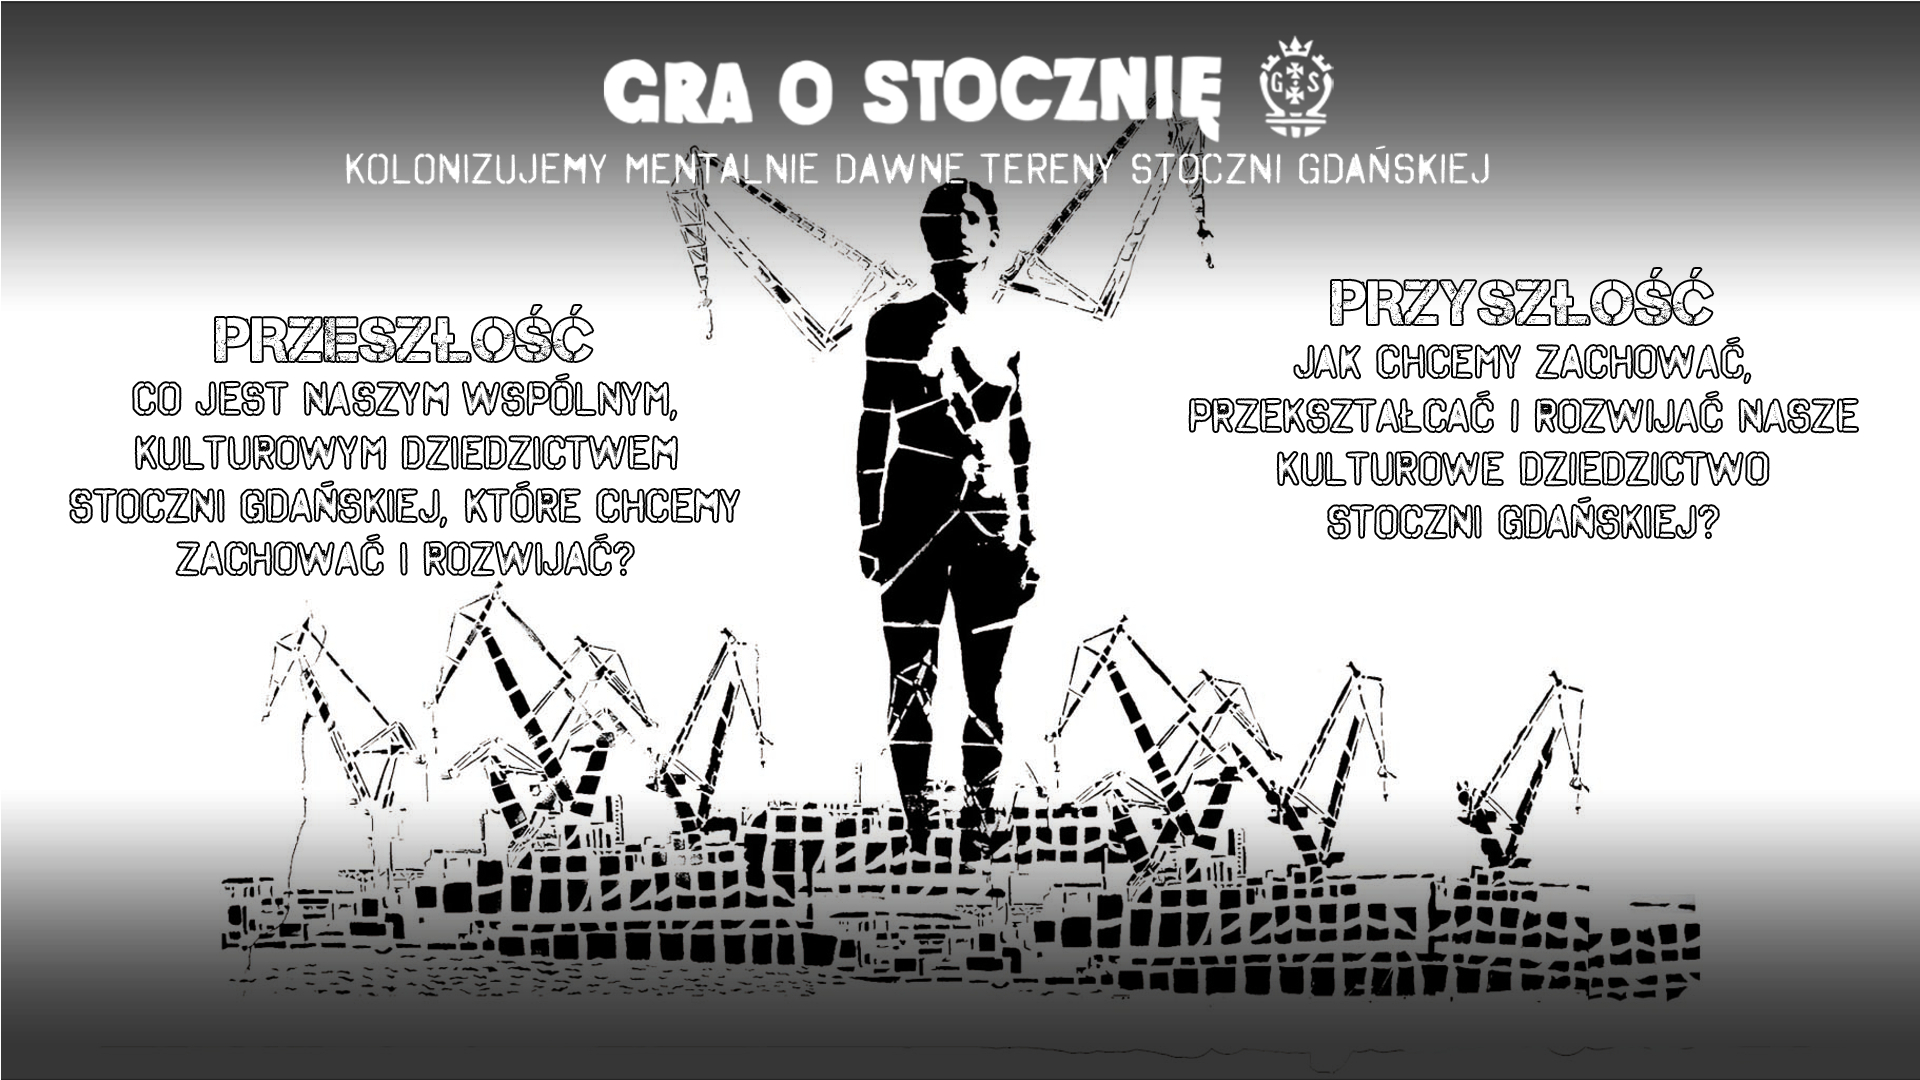 GRA O STOCZNIĘ
G S
KOLONIZUJEMY MENTALNIE DAWNE TERENY STOCZNI GDAŃSKIEJ
PRZESZŁOŚĆ
CO JEST NASZYM WSPÓLNYM,
KULTUROWYM DZIEDZICTWEM
STOCZNI GDAŃSKIEJ, KTÓRE CHCEMY
ZACHOWAĆ I ROZWIJAĆ?
PRZYSZŁOŚĆ
JAK CHCEMY ZACHOWAĆ,
PRZEKSZTAŁCAĆ I ROZWIJAĆ NASZE
KULTUROWE DZIEDZICTWO
STOCZNI GDAŃSKIEJ?